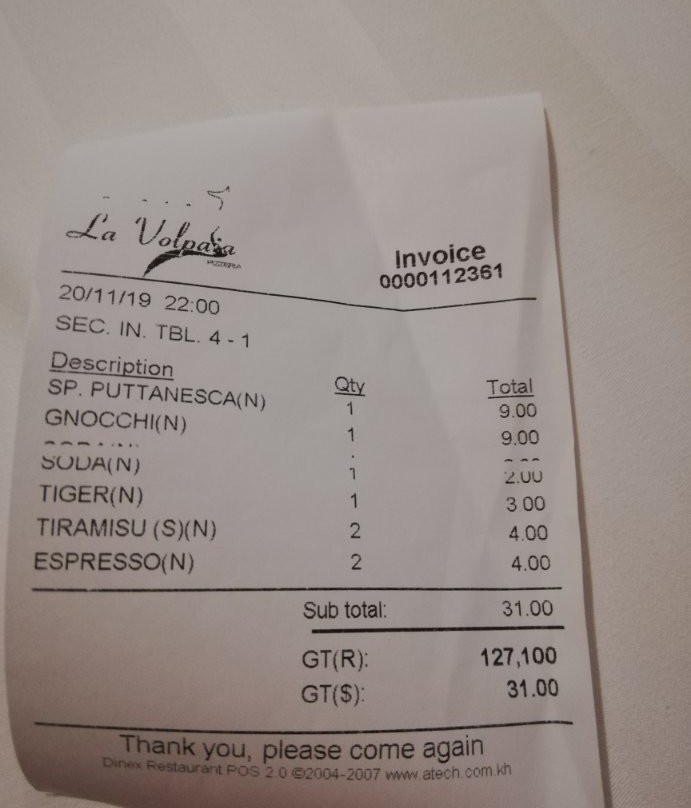 La Volpaia
PIZZERIA
Invoice
0000112361
20/11/19 22:00
SEC. IN. TBL. 4 - 1
Description Qty Total
SP. PUTTANESCA(N) 1 9.00
GNOCCHI(N) 1 9.00
SODA(N) 1 2.00
TIGER(N) 1 3.00
TIRAMISU (S)(N) 2 4.00
ESPRESSO(N) 2 4.00
Sub total: 31.00
GT(R): 127,100
GT($): 31.00
Thank you, please come again
Dinex Restaurant POS 2.0 ©2004-2007 www.atech.com.kh